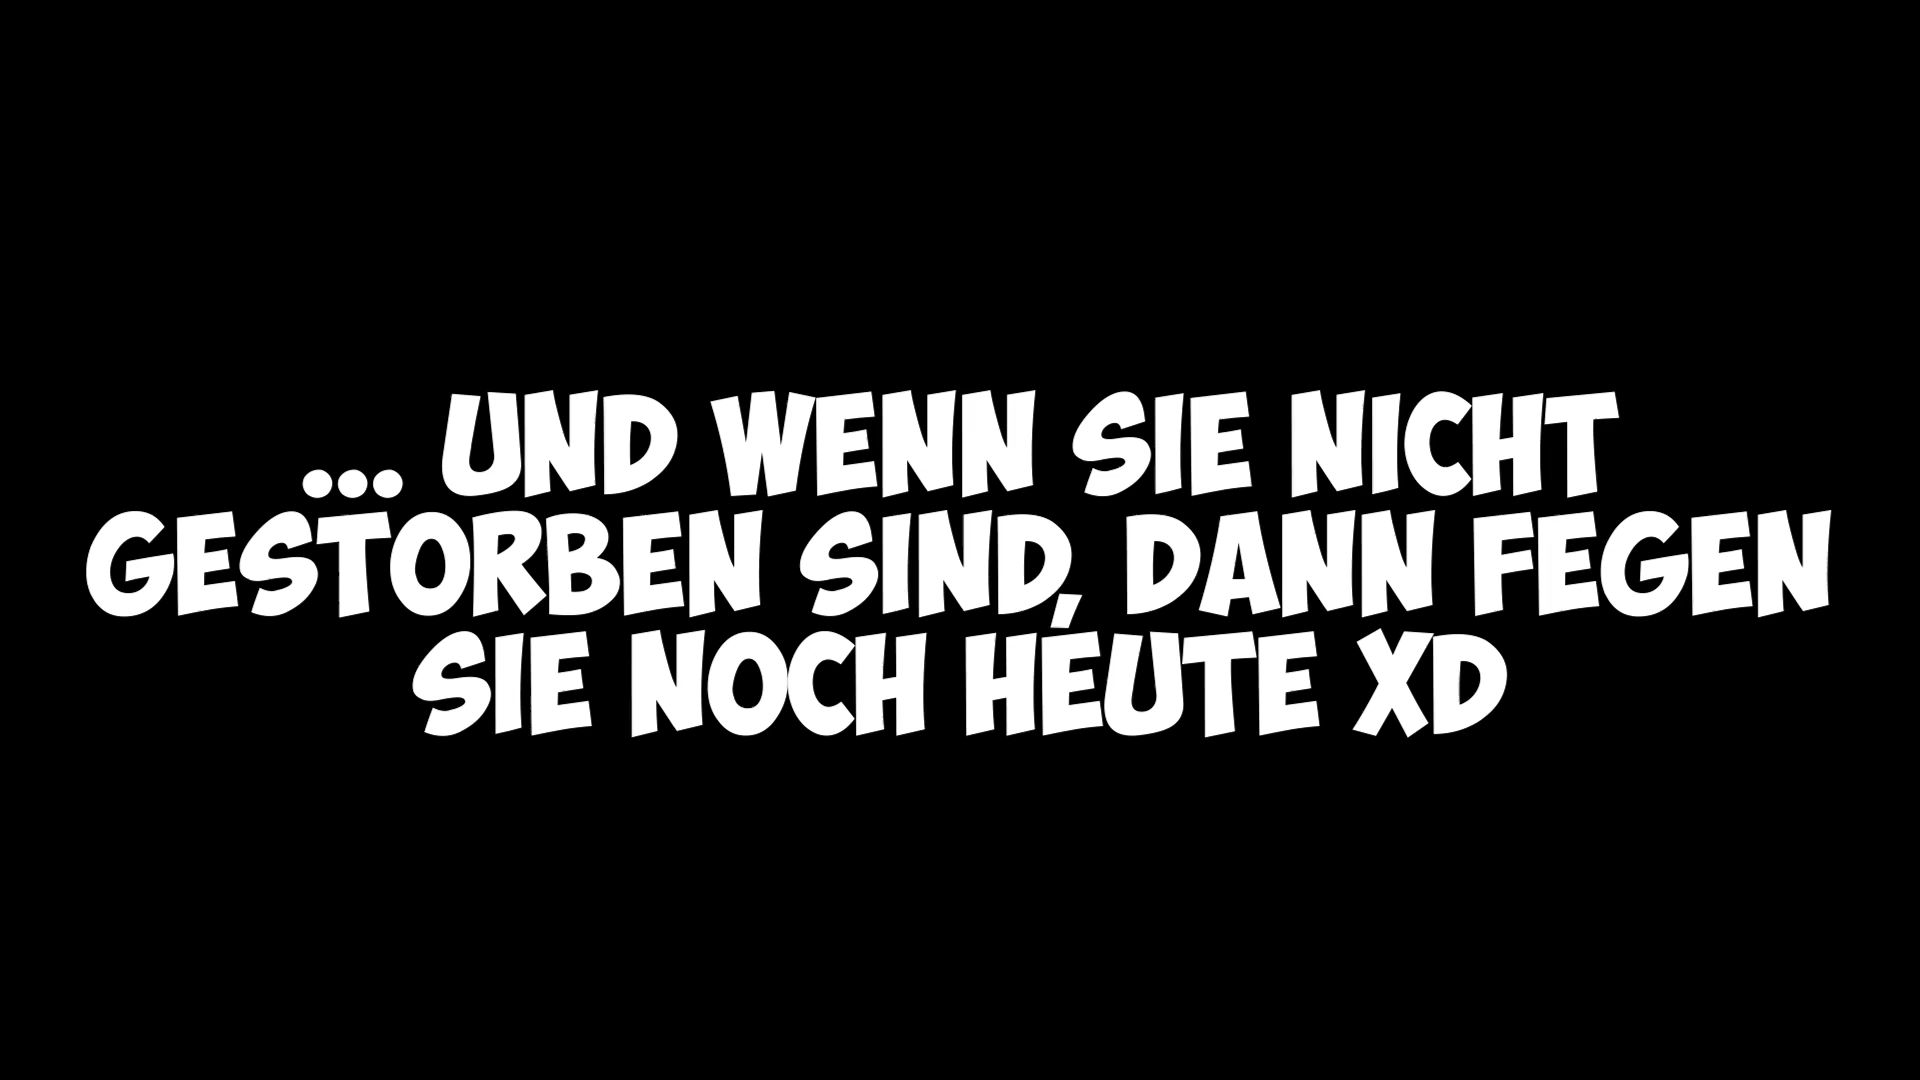 ... UND WENN SIE NICHT
GESTORBEN SIND, DANN FEGEN
SIE NOCH HEUTE XD